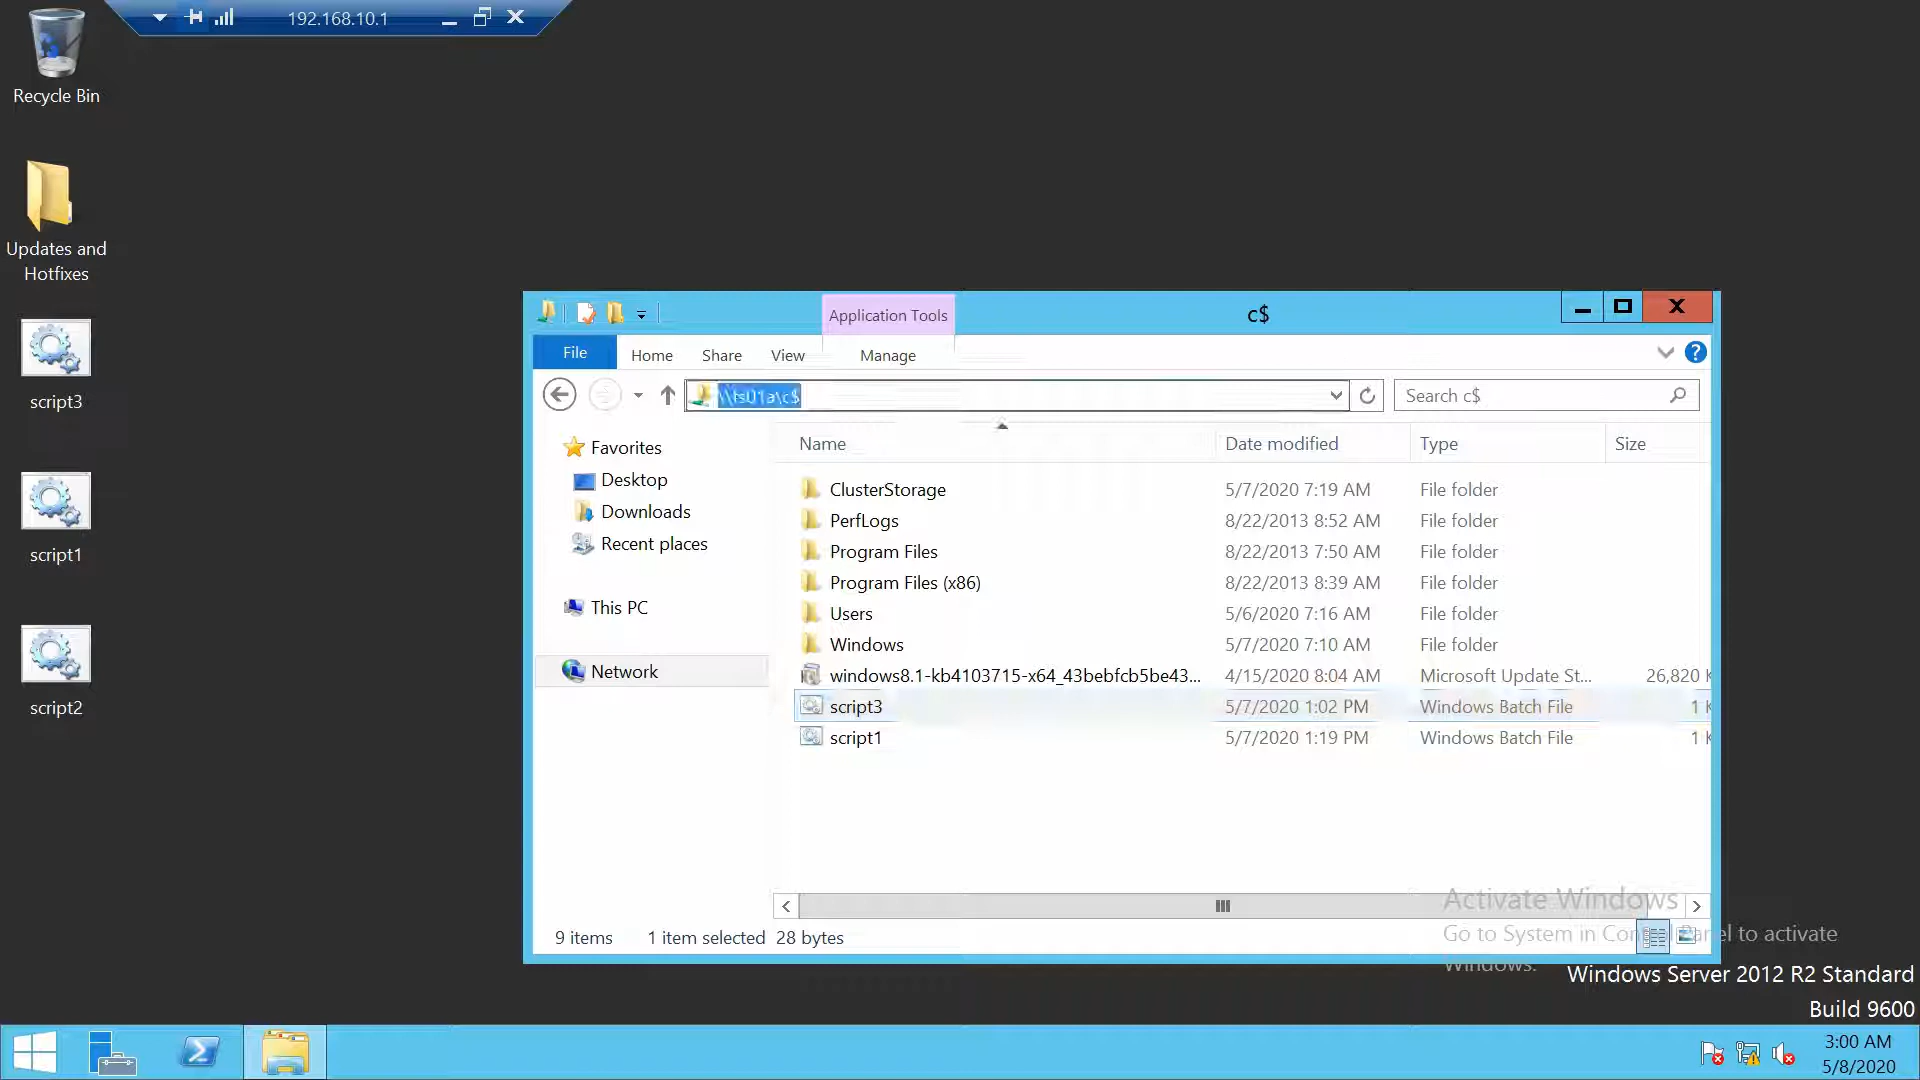 192.168.10.1
Recycle Bin
Updates and
Hotfixes
script3
script1
script2
Application Tools
c$
File
Home
Share
View
Manage
\\fs01a\c$
Search c$
Favorites
Desktop
Downloads
Recent places
This PC
Network
Name
Date modified
Type
Size
ClusterStorage
5/7/2020 7:19 AM
File folder
PerfLogs
8/22/2013 8:52 AM
File folder
Program Files
8/22/2013 7:50 AM
File folder
Program Files (x86)
8/22/2013 8:39 AM
File folder
Users
5/6/2020 7:16 AM
File folder
Windows
5/7/2020 7:10 AM
File folder
windows8.1-kb4103715-x64_43bebfcb5be43...
4/15/2020 8:04 AM
Microsoft Update St...
26,820 K
script3
5/7/2020 1:02 PM
Windows Batch File
1 K
script1
5/7/2020 1:19 PM
Windows Batch File
1 K
9 items
1 item selected
28 bytes
Activate Windows
Go to System in to activate
Windows.
Windows Server 2012 R2 Standard
Build 9600
3:00 AM
5/8/2020